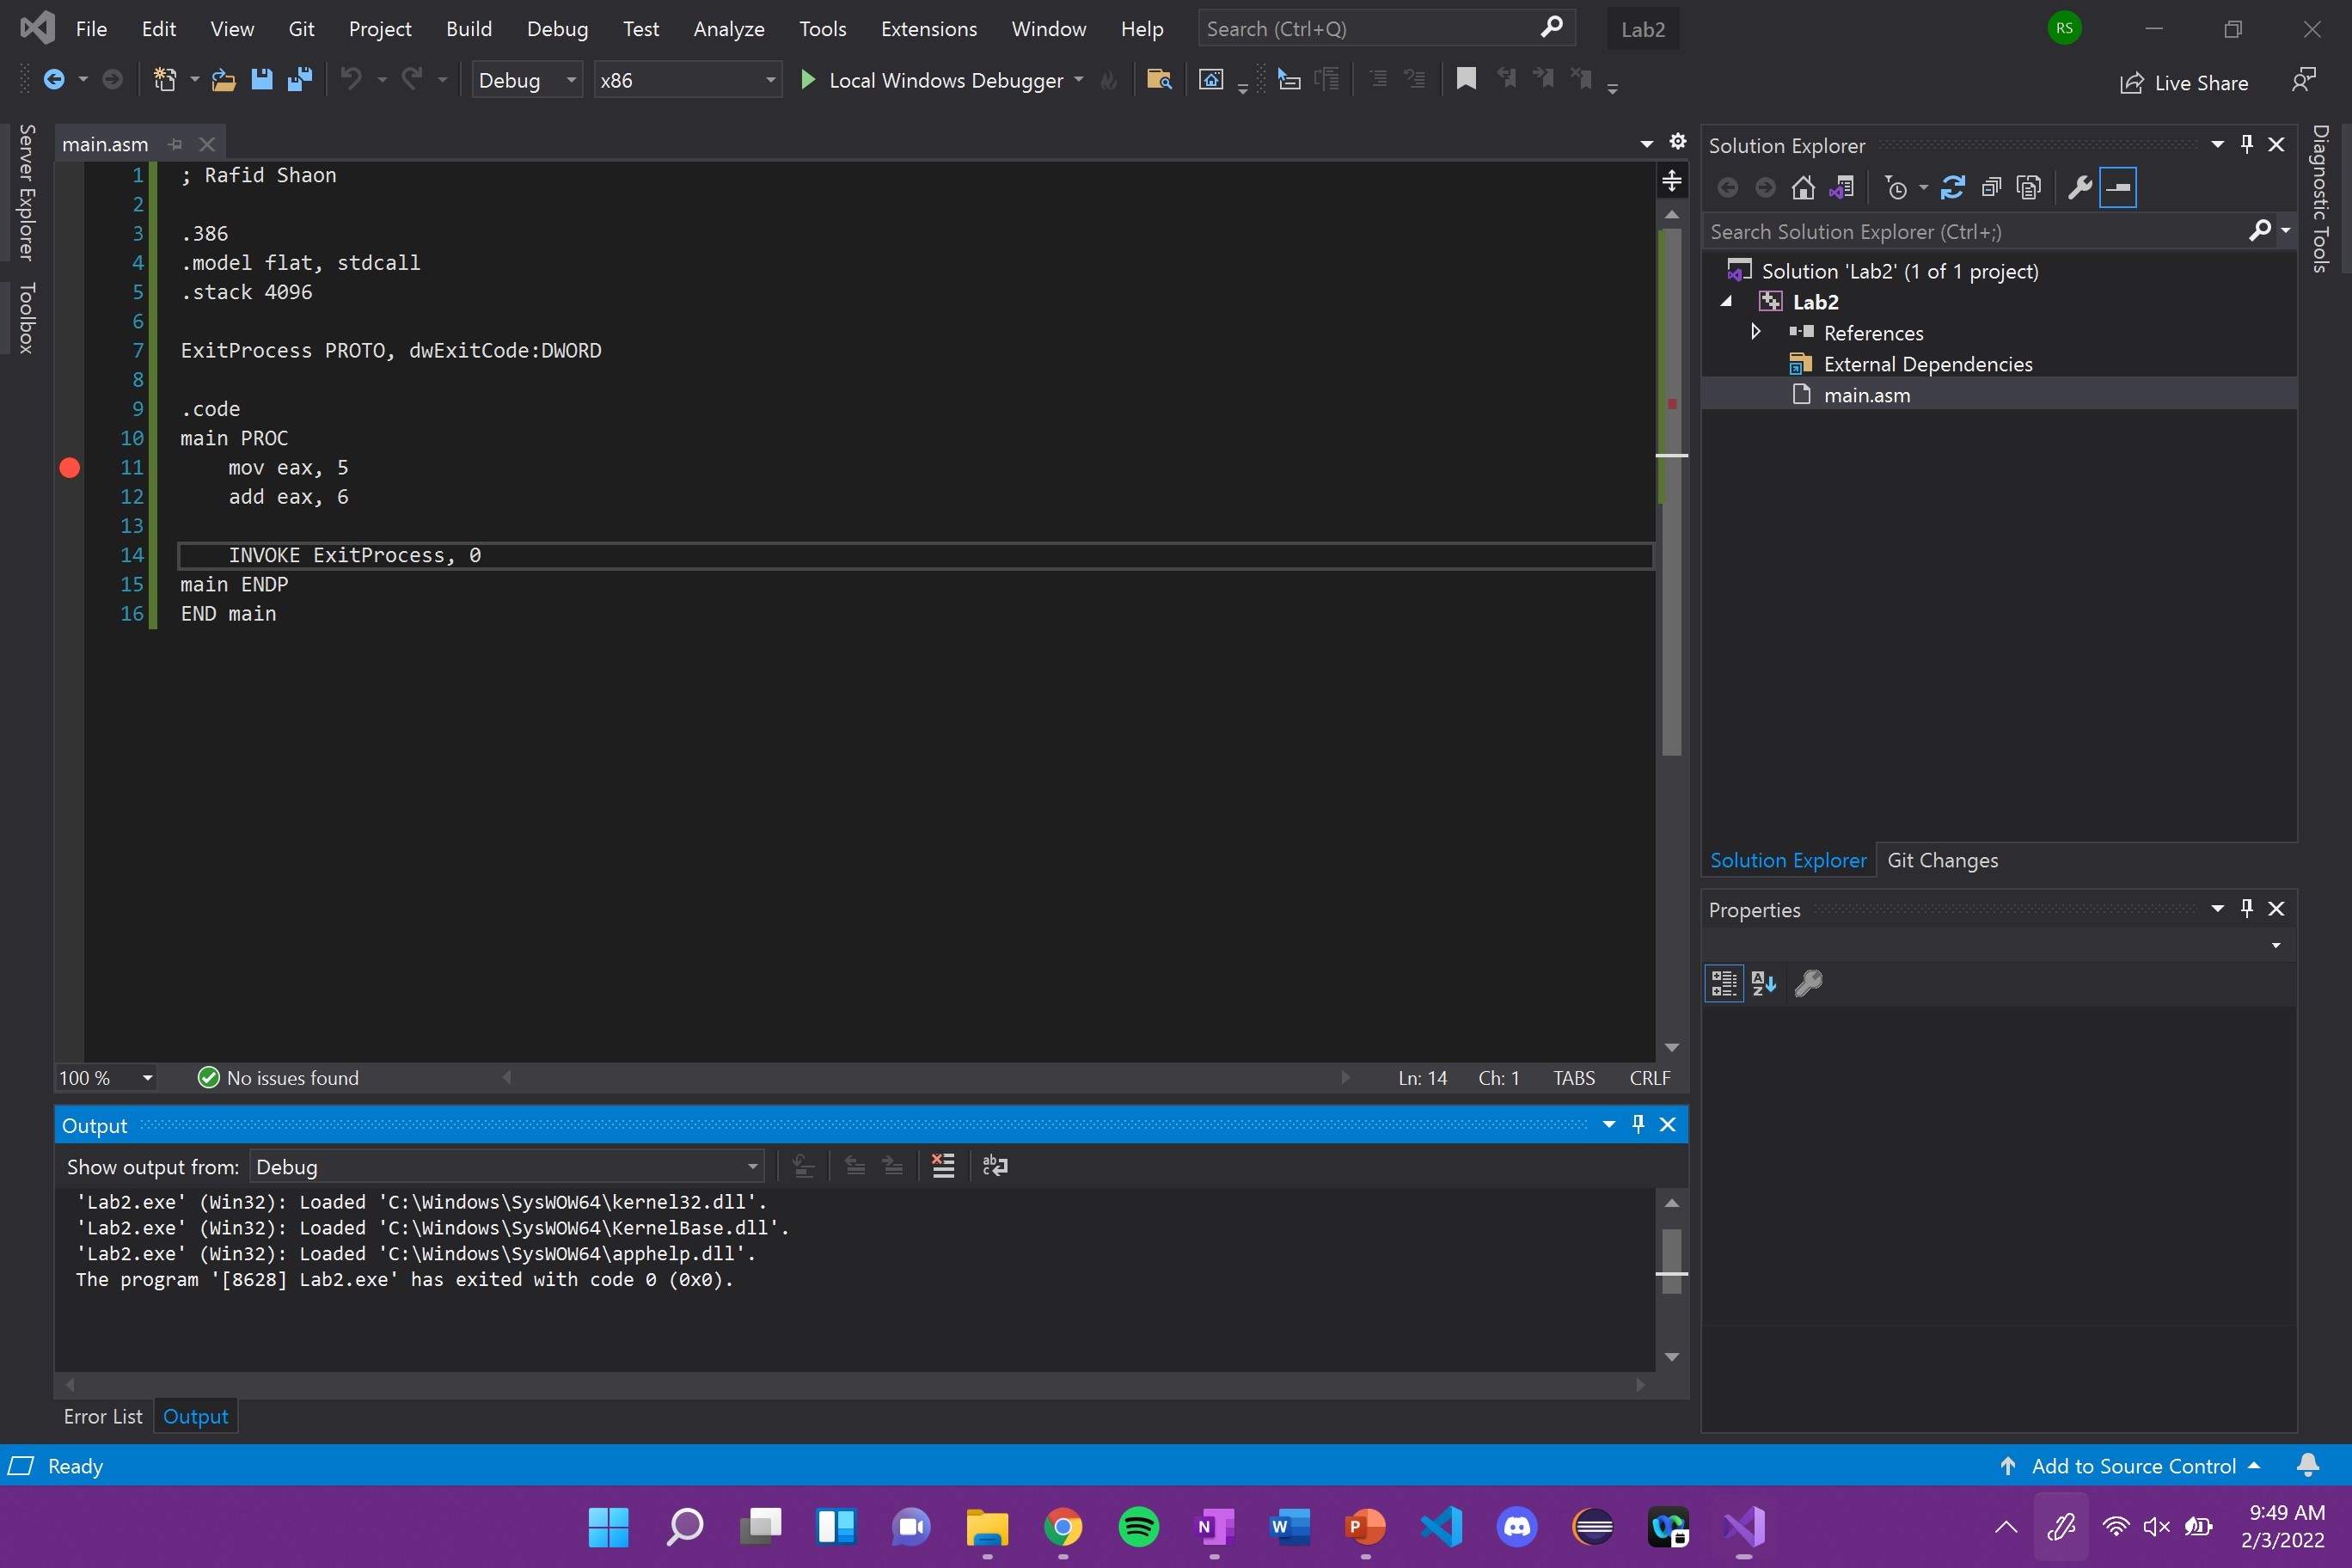 File Edit View Git Project Build Debug Test Analyze Tools Extensions Window Help Search (Ctrl+Q) Lab2 RS
Debug x86 Local Windows Debugger Live Share
Server Explorer
Toolbox
main.asm
1 ; Rafid Shaon
2
3 .386
4 .model flat, stdcall
5 .stack 4096
6
7 ExitProcess PROTO, dwExitCode:DWORD
8
9 .code
10 main PROC
11     mov eax, 5
12     add eax, 6
13
14     INVOKE ExitProcess, 0
15 main ENDP
16 END main
100 % No issues found Ln: 14 Ch: 1 TABS CRLF
Output
Show output from: Debug
'Lab2.exe' (Win32): Loaded 'C:\Windows\SysWOW64\kernel32.dll'.
'Lab2.exe' (Win32): Loaded 'C:\Windows\SysWOW64\KernelBase.dll'.
'Lab2.exe' (Win32): Loaded 'C:\Windows\SysWOW64\apphelp.dll'.
The program '[8628] Lab2.exe' has exited with code 0 (0x0).
Error List Output
Solution Explorer
Search Solution Explorer (Ctrl+;)
Solution 'Lab2' (1 of 1 project)
Lab2
References
External Dependencies
main.asm
Solution Explorer Git Changes
Properties
Diagnostic Tools
Ready Add to Source Control
9:49 AM
2/3/2022